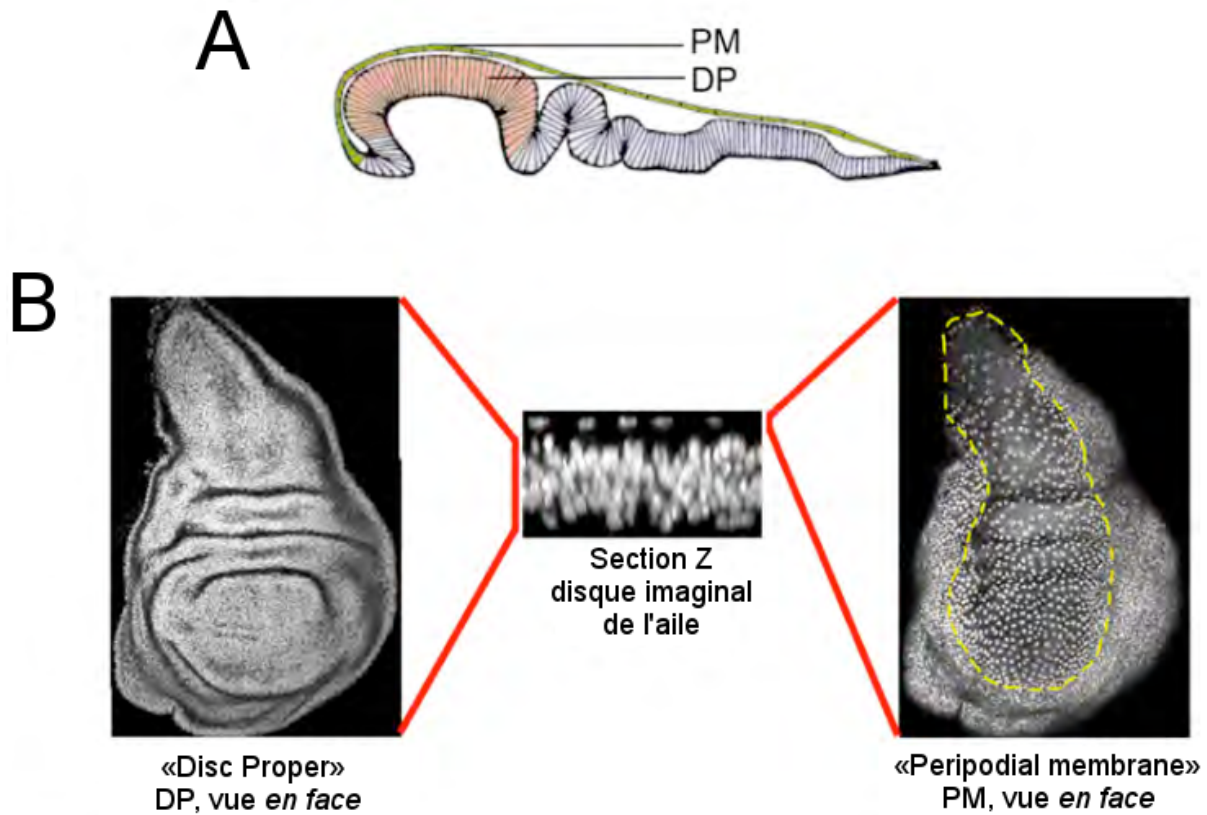 A
PM
DP
B
Section Z
disque imaginal
de l'aile
«Disc Proper»
DP, vue en face
«Peripodial membrane»
PM, vue en face